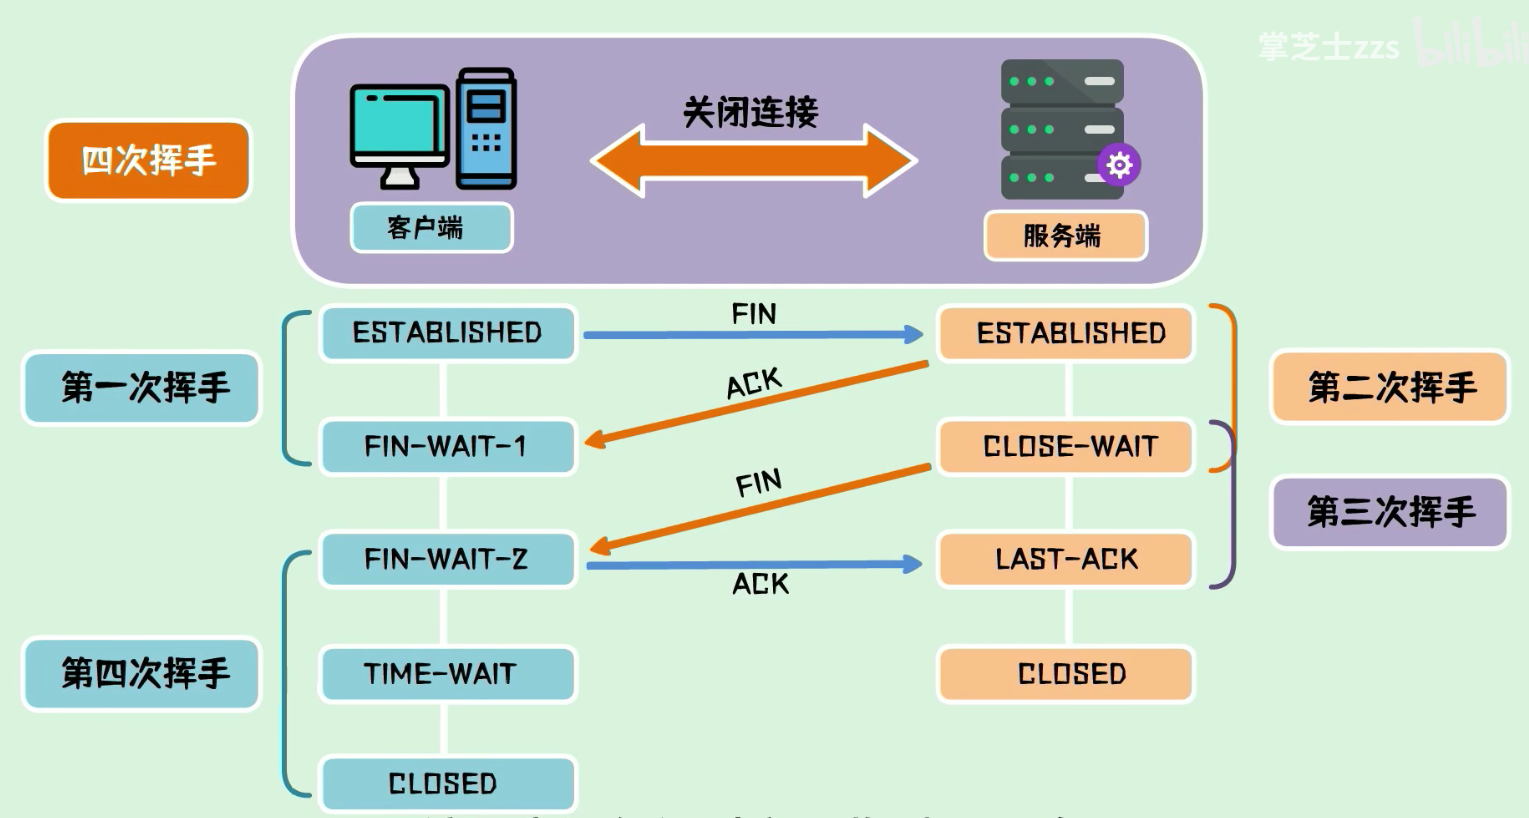 掌芝士zzs bilibili
关闭连接
四次挥手
客户端
服务端
ESTABLISHED
FIN
ESTABLISHED
第一次挥手
ACK
第二次挥手
FIN-WAIT-1
CLOSE-WAIT
FIN
第三次挥手
FIN-WAIT-2
LAST-ACK
ACK
第四次挥手
TIME-WAIT
CLOSED
CLOSED